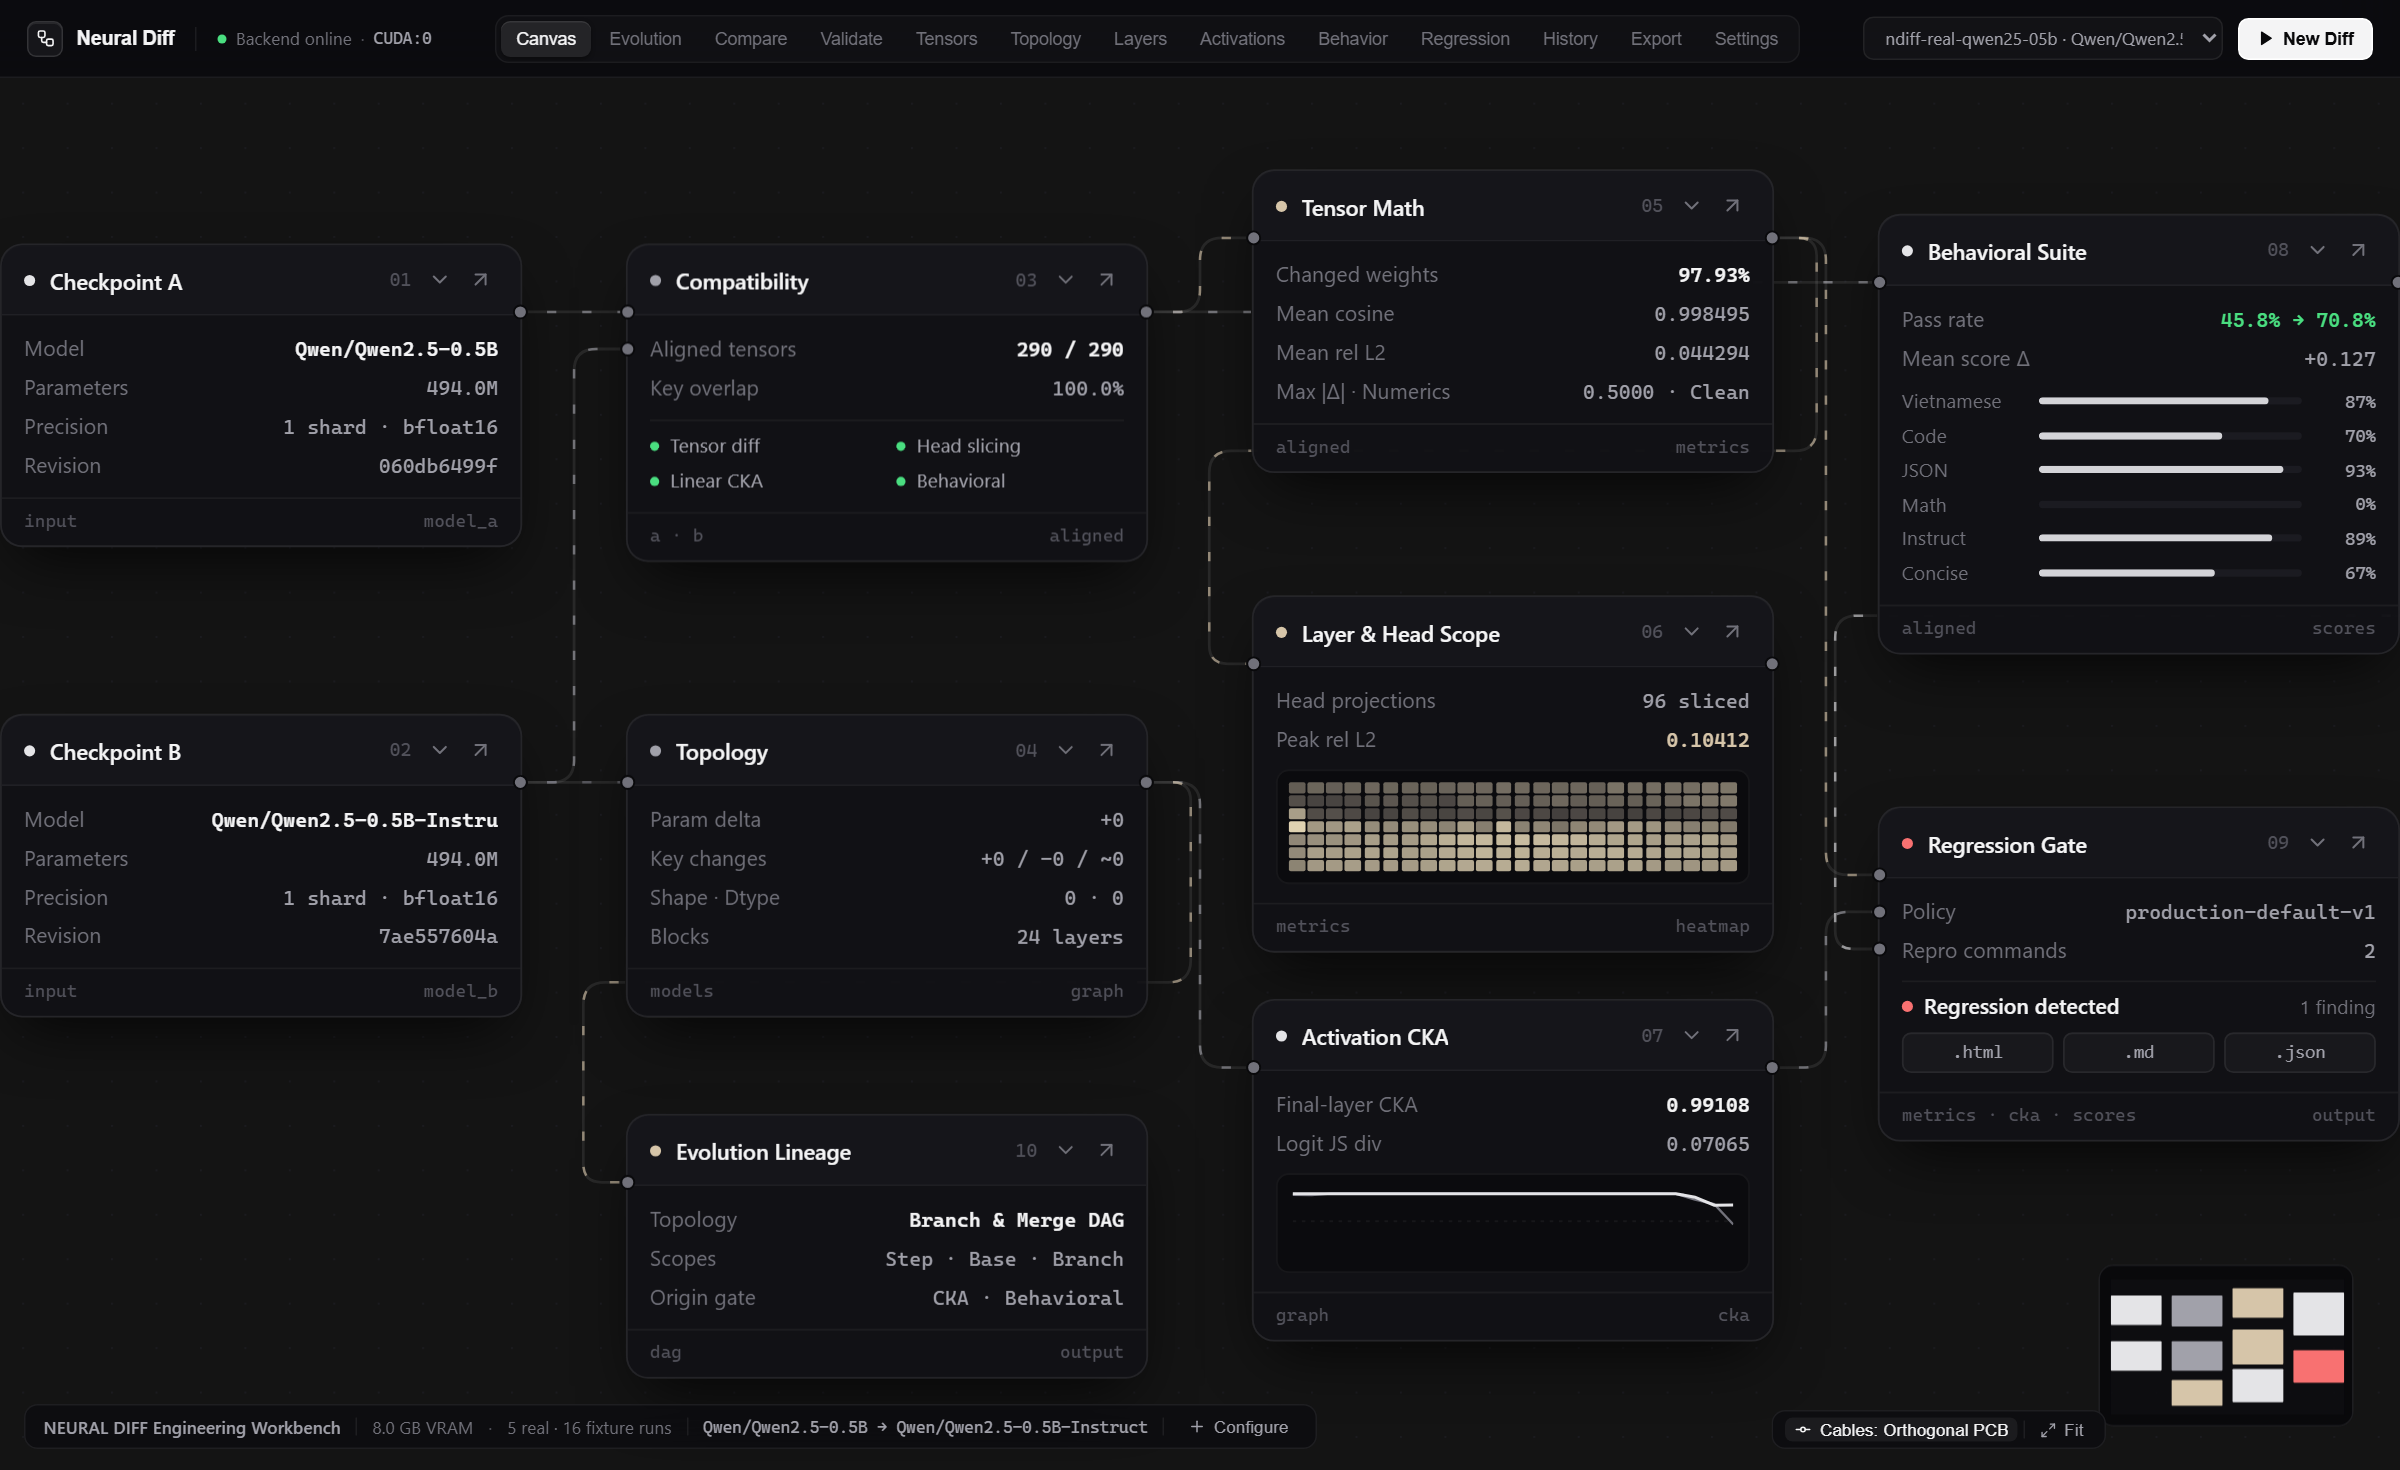 Neural Diff
Backend online · CUDA:0
Canvas Evolution Compare Validate Tensors Topology Layers Activations Behavior Regression History Export Settings
ndiff-real-qwen25-05b · Qwen/Qwen2.5
New Diff
Checkpoint A 01
Model Qwen/Qwen2.5-0.5B
Parameters 494.0M
Precision 1 shard · bfloat16
Revision 060db6499f
input model_a
Checkpoint B 02
Model Qwen/Qwen2.5-0.5B-Instru
Parameters 494.0M
Precision 1 shard · bfloat16
Revision 7ae557604a
input model_b
Compatibility 03
Aligned tensors 290 / 290
Key overlap 100.0%
Tensor diff Head slicing
Linear CKA Behavioral
a · b aligned
Topology 04
Param delta +0
Key changes +0 / -0 / ~0
Shape · Dtype 0 · 0
Blocks 24 layers
models graph
Evolution Lineage 10
Topology Branch & Merge DAG
Scopes Step · Base · Branch
Origin gate CKA · Behavioral
dag output
Tensor Math 05
Changed weights 97.93%
Mean cosine 0.998495
Mean rel L2 0.044294
Max |Δ| · Numerics 0.5000 · Clean
aligned metrics
Layer & Head Scope 06
Head projections 96 sliced
Peak rel L2 0.10412
metrics heatmap
Activation CKA 07
Final-layer CKA 0.99108
Logit JS div 0.07065
graph cka
Behavioral Suite 08
Pass rate 45.8% → 70.8%
Mean score Δ +0.127
Vietnamese 87%
Code 70%
JSON 93%
Math 0%
Instruct 89%
Concise 67%
aligned scores
Regression Gate 09
Policy production-default-v1
Repro commands 2
Regression detected 1 finding
.html .md .json
metrics · cka · scores output
NEURAL DIFF Engineering Workbench 8.0 GB VRAM · 5 real · 16 fixture runs Qwen/Qwen2.5-0.5B → Qwen/Qwen2.5-0.5B-Instruct + Configure
Cables: Orthogonal PCB Fit